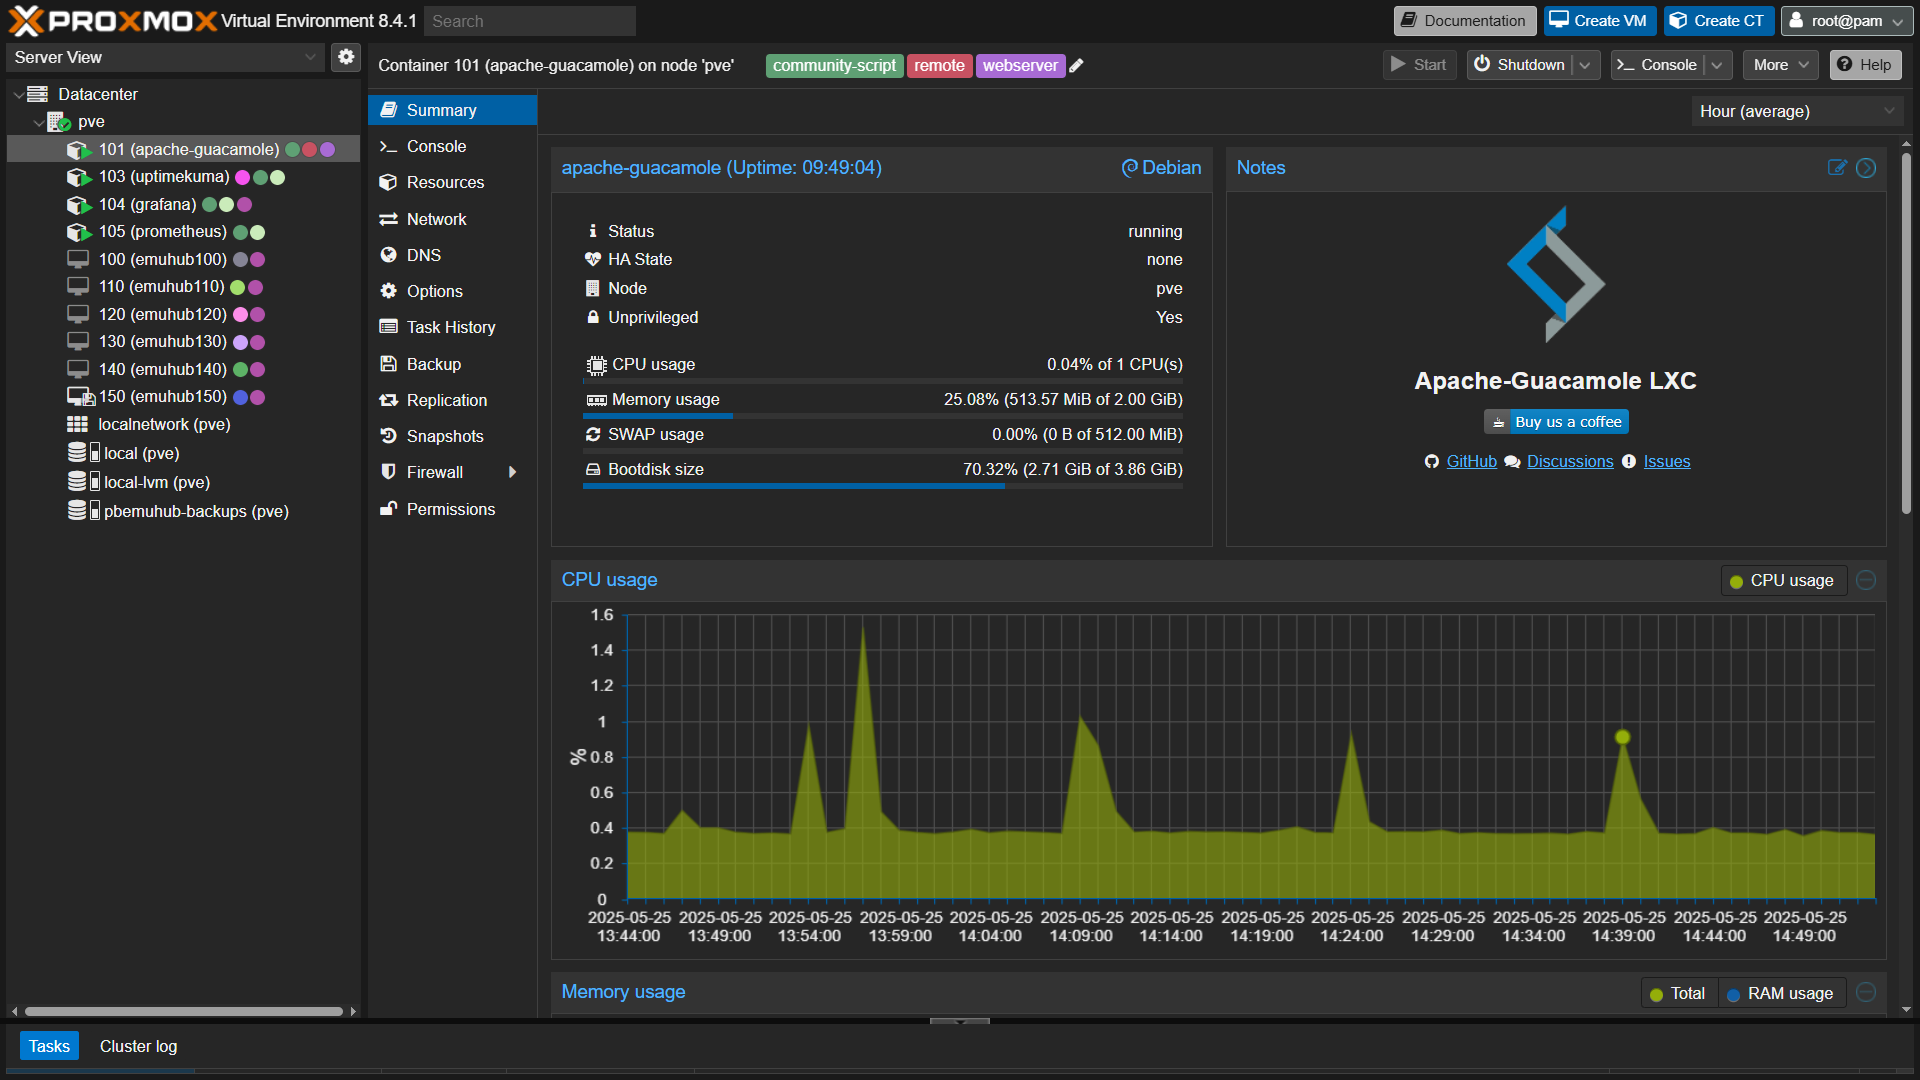 PROXMOX Virtual Environment 8.4.1 Search Documentation Create VM Create CT root@pam
Server View
Container 101 (apache-guacamole) on node 'pve' community-script remote webserver Start Shutdown Console More Help
Datacenter
pve
101 (apache-guacamole)
103 (uptimekuma)
104 (grafana)
105 (prometheus)
100 (emuhub100)
110 (emuhub110)
120 (emuhub120)
130 (emuhub130)
140 (emuhub140)
150 (emuhub150)
localnetwork (pve)
local (pve)
local-lvm (pve)
pbemuhub-backups (pve)
Summary
Console
Resources
Network
DNS
Options
Task History
Backup
Replication
Snapshots
Firewall
Permissions
Hour (average)
apache-guacamole (Uptime: 09:49:04) Debian
Status running
HA State none
Node pve
Unprivileged Yes
CPU usage 0.04% of 1 CPU(s)
Memory usage 25.08% (513.57 MiB of 2.00 GiB)
SWAP usage 0.00% (0 B of 512.00 MiB)
Bootdisk size 70.32% (2.71 GiB of 3.86 GiB)
Notes
Apache-Guacamole LXC
Buy us a coffee
GitHub Discussions Issues
CPU usage CPU usage
1.6
1.4
1.2
1
0.8
0.6
0.4
0.2
0
%
2025-05-25 2025-05-25 2025-05-25 2025-05-25 2025-05-25 2025-05-25 2025-05-25 2025-05-25 2025-05-25 2025-05-25 2025-05-25 2025-05-25 2025-05-25 2025-05-25
13:44:00 13:49:00 13:54:00 13:59:00 14:04:00 14:09:00 14:14:00 14:19:00 14:24:00 14:29:00 14:34:00 14:39:00 14:44:00 14:49:00
Memory usage Total RAM usage
Tasks Cluster log